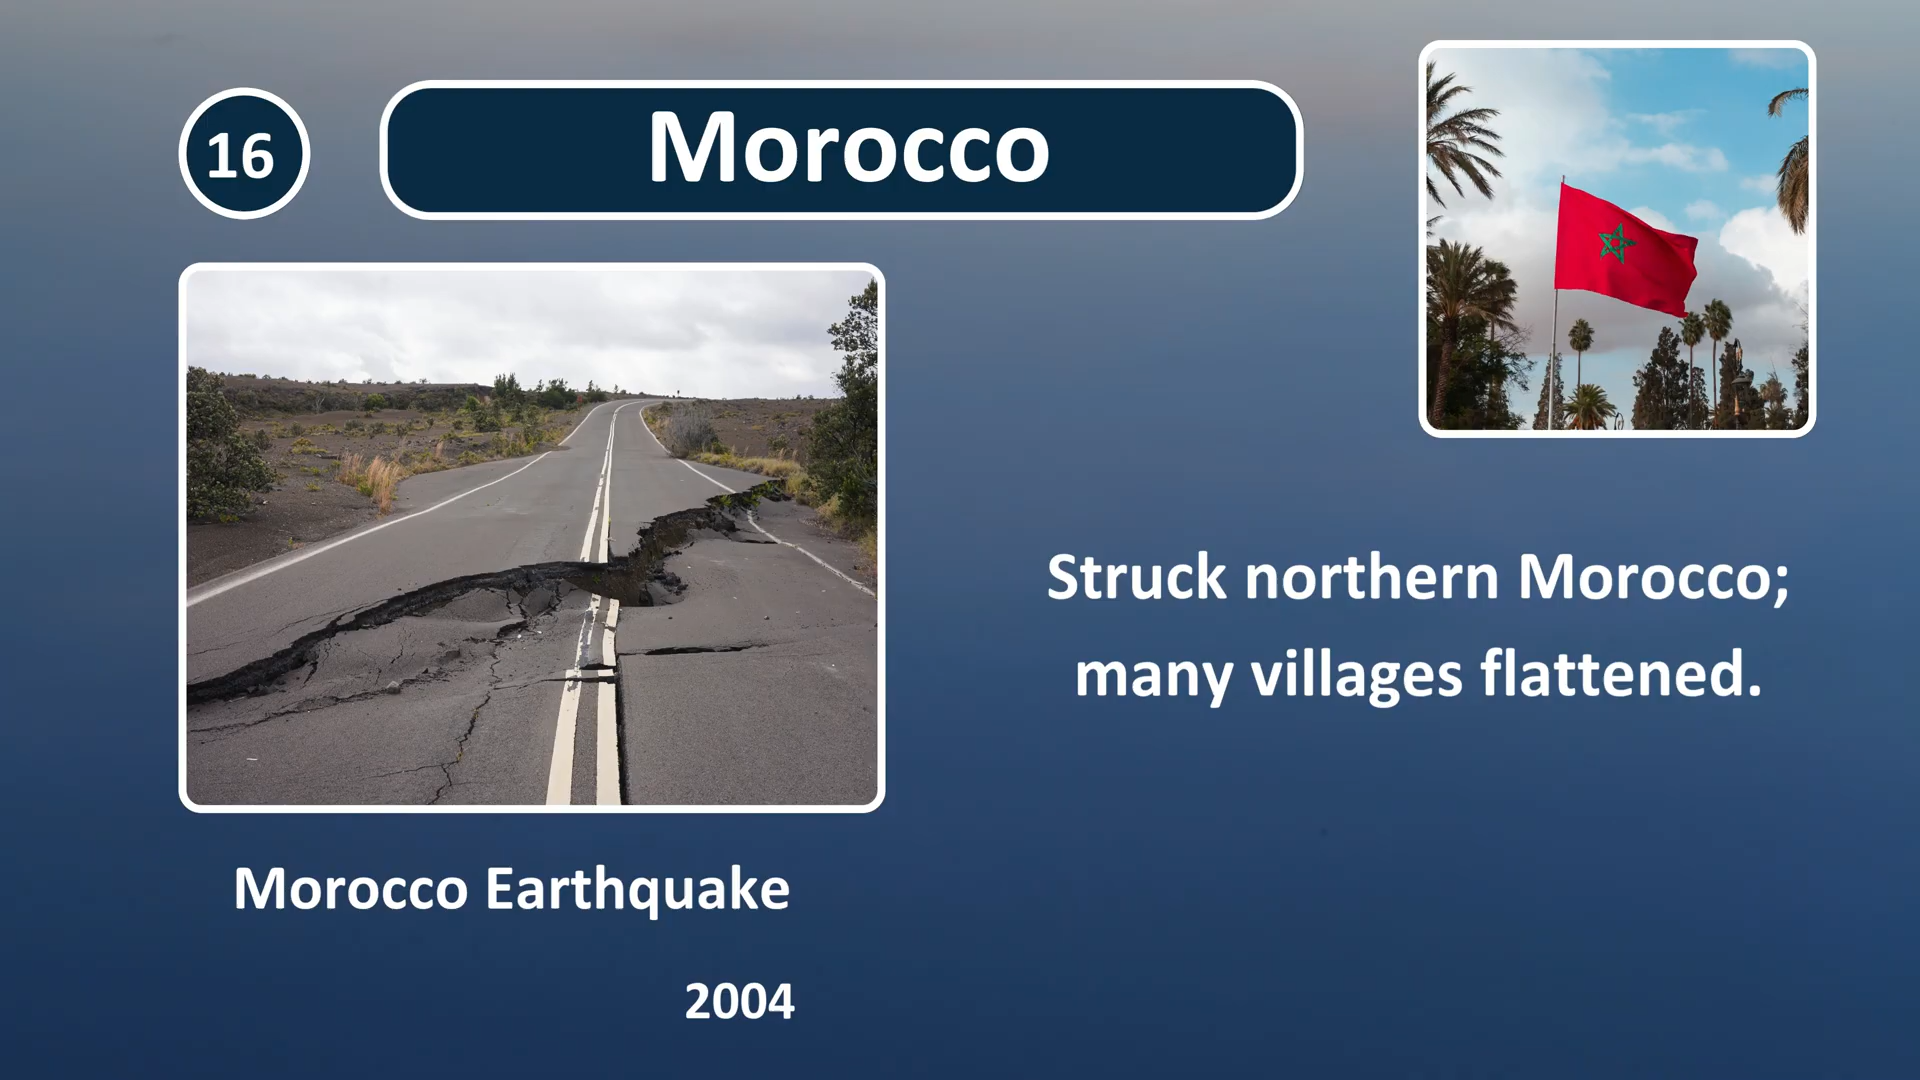 16
Morocco
Struck northern Morocco;
many villages flattened.
Morocco Earthquake
2004